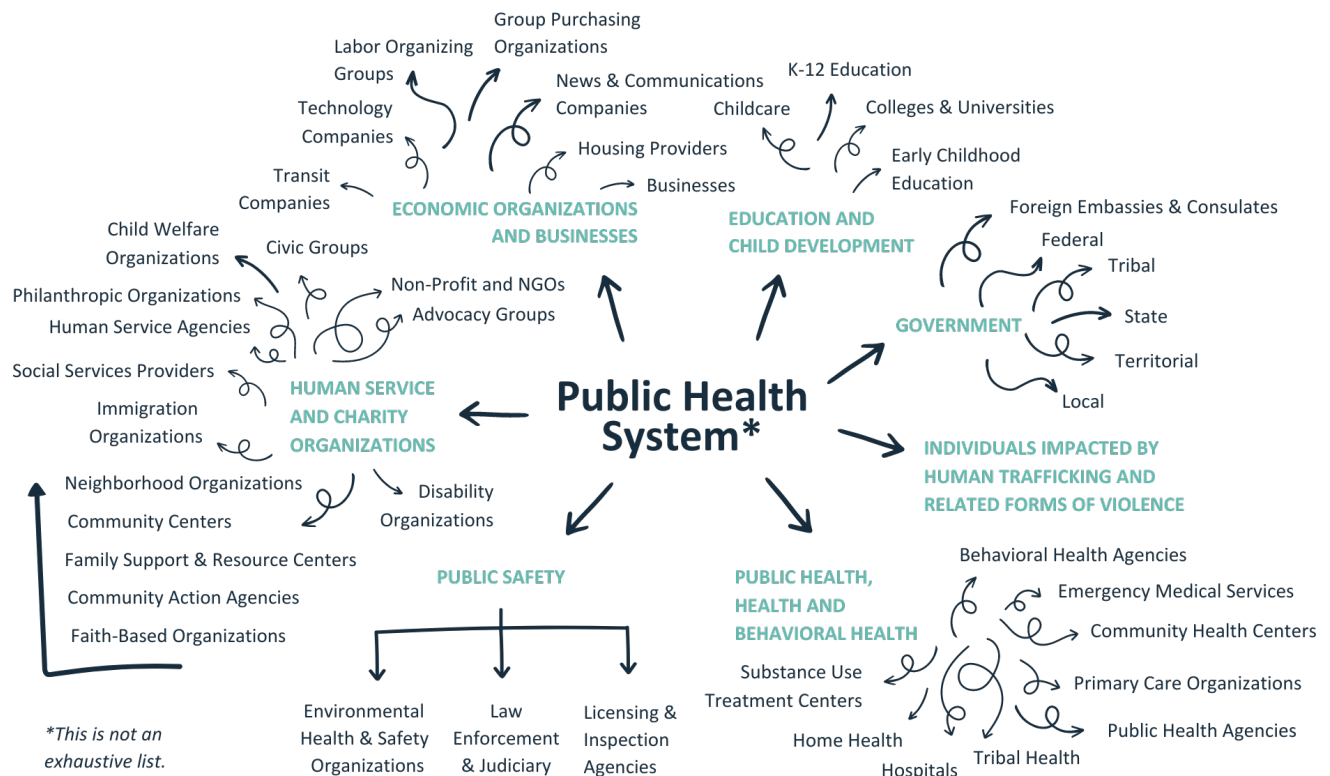 Group Purchasing
Organizations
Labor Organizing
Groups
News & Communications
Companies
Technology
Companies
Housing Providers
Transit
Companies
Businesses
ECONOMIC ORGANIZATIONS
AND BUSINESSES
K-12 Education
Childcare
Colleges & Universities
Early Childhood
Education
EDUCATION AND
CHILD DEVELOPMENT
Foreign Embassies & Consulates
Federal
Tribal
State
Territorial
Local
GOVERNMENT
Child Welfare
Organizations
Civic Groups
Philanthropic Organizations
Non-Profit and NGOs
Human Service Agencies
Advocacy Groups
Social Services Providers
Immigration
Organizations
HUMAN SERVICE
AND CHARITY
ORGANIZATIONS
Neighborhood Organizations
Community Centers
Family Support & Resource Centers
Community Action Agencies
Faith-Based Organizations
Disability
Organizations
Public Health
System*
INDIVIDUALS IMPACTED BY
HUMAN TRAFFICKING AND
RELATED FORMS OF VIOLENCE
PUBLIC SAFETY
Environmental
Health & Safety
Organizations
Law
Enforcement
& Judiciary
Licensing &
Inspection
Agencies
PUBLIC HEALTH,
HEALTH AND
BEHAVIORAL HEALTH
Behavioral Health Agencies
Emergency Medical Services
Community Health Centers
Primary Care Organizations
Public Health Agencies
Tribal Health
Hospitals
Home Health
Substance Use
Treatment Centers
*This is not an
exhaustive list.